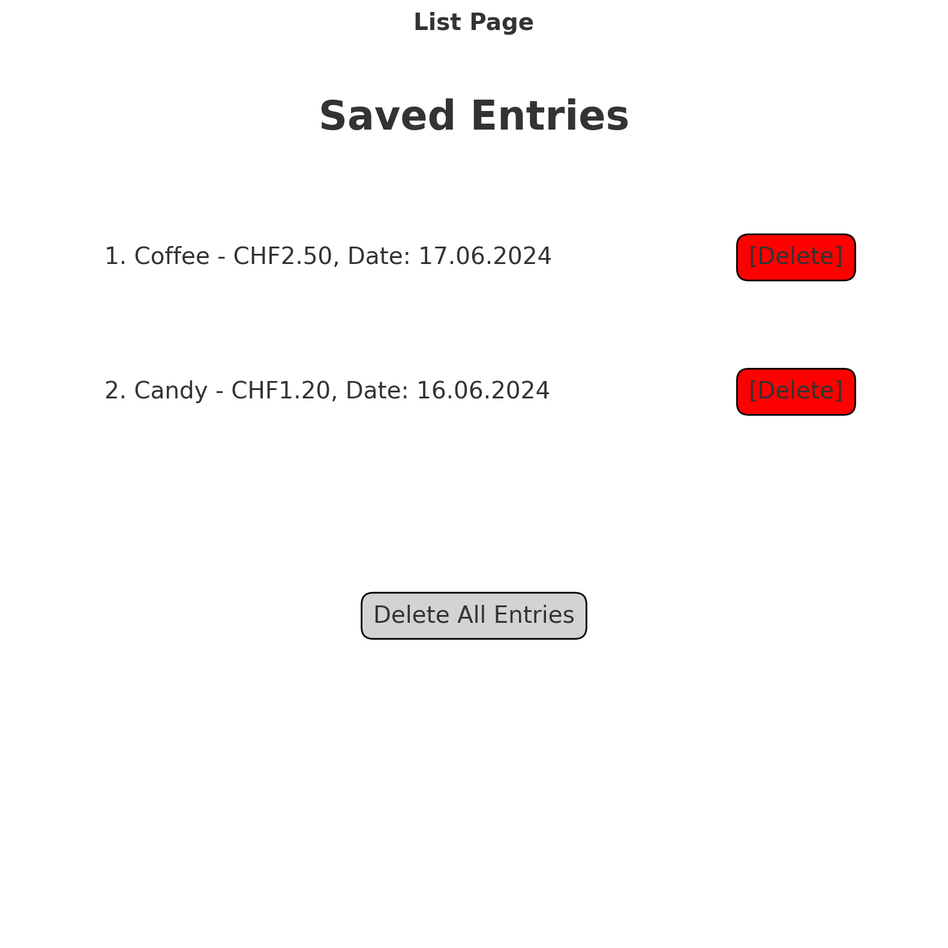 List Page
Saved Entries
1. Coffee - CHF2.50, Date: 17.06.2024 [Delete]
2. Candy - CHF1.20, Date: 16.06.2024 [Delete]
Delete All Entries